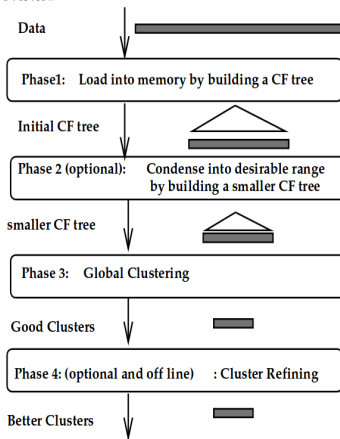 Data
Phase1: Load into memory by building a CF tree
Initial CF tree
Phase 2 (optional): Condense into desirable range
by building a smaller CF tree
smaller CF tree
Phase 3: Global Clustering
Good Clusters
Phase 4: (optional and off line) : Cluster Refining
Better Clusters